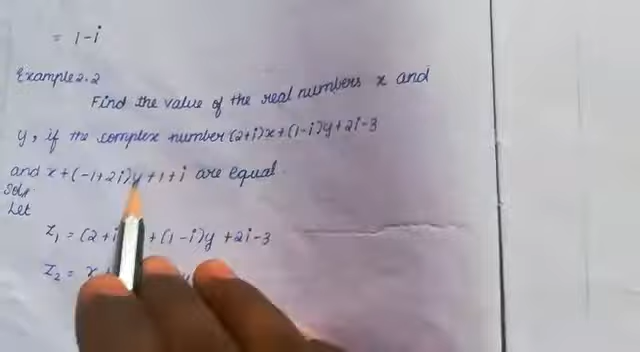 = 1-i
Example 2.2
Find the value of the real numbers x and
y, if the complex number (2+i)x+(1-i)y+2i-3
and x+(-1+2i)y+1+i are equal.
Soln
Let
Z₁ = (2+i +(1-i)y +2i-3
Z₂ = x